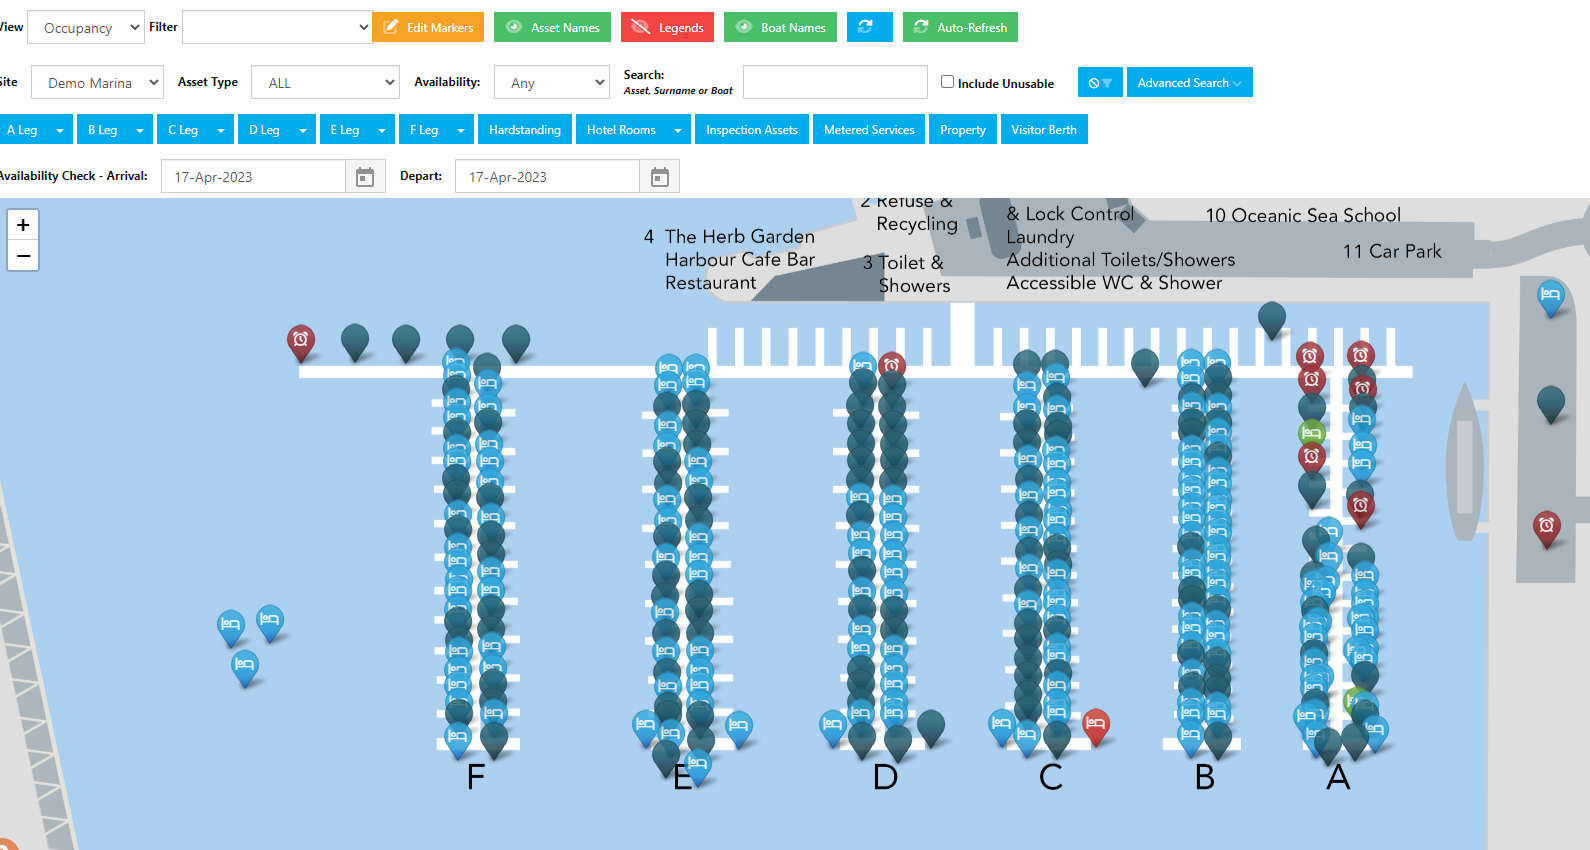 View Occupancy Filter Edit Markers Asset Names Legends Boat Names Auto-Refresh
Site Demo Marina Asset Type ALL Availability: Any Search: Include Unusable Advanced Search
Asset, Surname or Boat
A Leg B Leg C Leg D Leg E Leg F Leg Hardstanding Hotel Rooms Inspection Assets Metered Services Property Visitor Berth
Availability Check - Arrival: 17-Apr-2023 Depart: 17-Apr-2023
+
−
4 The Herb Garden
Harbour Cafe Bar
Restaurant
2 Refuse &
Recycling
3 Toilet &
Showers
& Lock Control
Laundry
Additional Toilets/Showers
Accessible WC & Shower
10 Oceanic Sea School
11 Car Park
F E D C B A